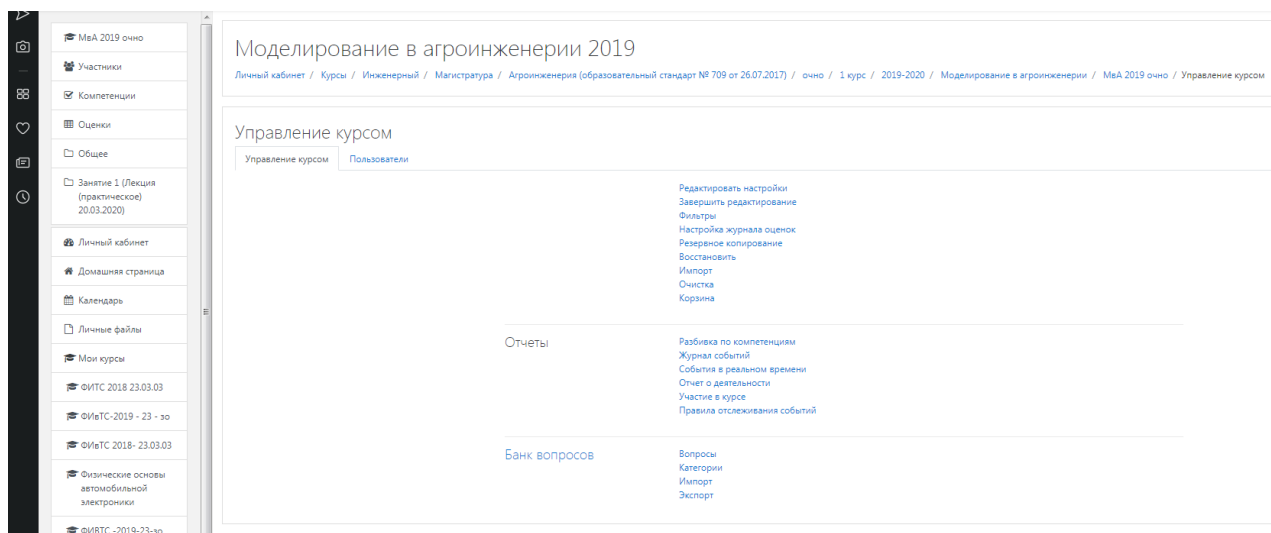 МвА 2019 очно
Участники
Компетенции
Оценки
Общее
Занятие 1 (Лекция
(практическое)
20.03.2020)
Личный кабинет
Домашняя страница
Календарь
Личные файлы
Мои курсы
ФИТС 2018 23.03.03
ФИвТС-2019 - 23 - зо
ФИвТС 2018- 23.03.03
Физические основы
автомобильной
электроники
ФИВТС -2019-23-зо
Моделирование в агроинженерии 2019
Личный кабинет / Курсы / Инженерный / Магистратура / Агроинженерия (образовательный стандарт № 709 от 26.07.2017) / очно / 1 курс / 2019-2020 / Моделирование в агроинженерии / МвА 2019 очно / Управление курсом
Управление курсом
Управление курсом Пользователи
Редактировать настройки
Завершить редактирование
Фильтры
Настройка журнала оценок
Резервное копирование
Восстановить
Импорт
Очистка
Корзина
Отчеты
Разбивка по компетенциям
Журнал событий
События в реальном времени
Отчет о деятельности
Участие в курсе
Правила отслеживания событий
Банк вопросов
Вопросы
Категории
Импорт
Экспорт